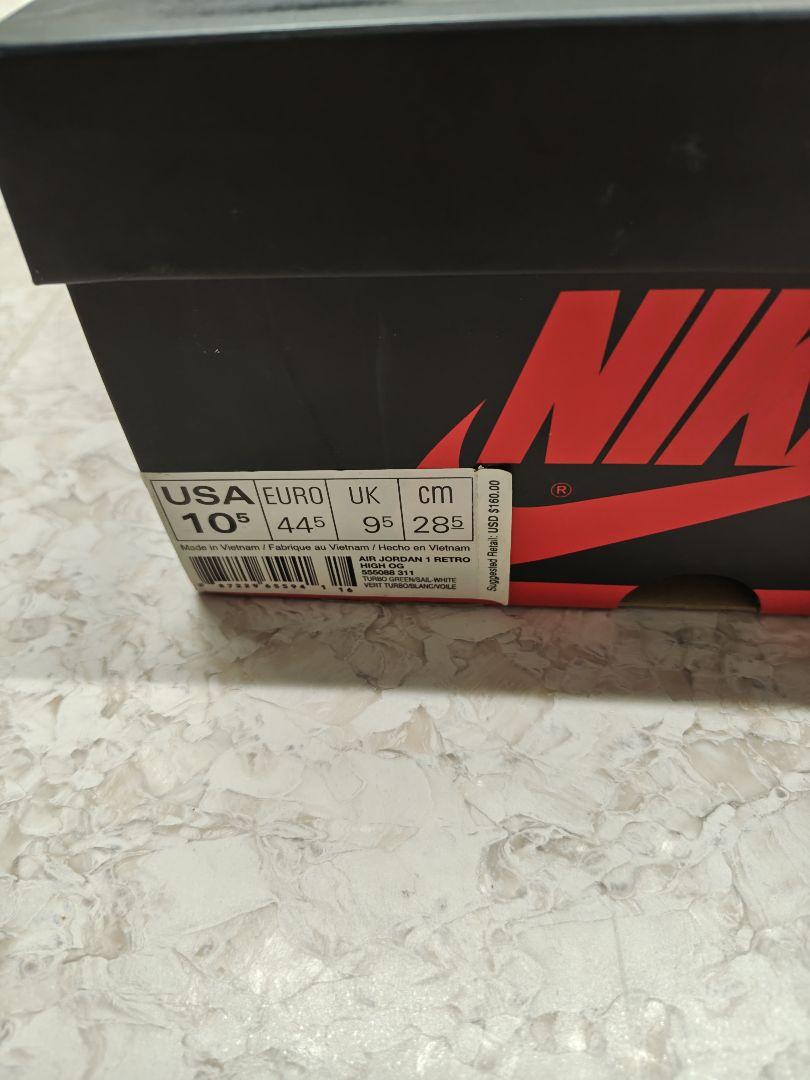 NIK
®
USA EURO UK cm
10⁵ 44⁵ 9⁵ 28⁵
Made in Vietnam / Fabrique au Vietnam / Hecho en Vietnam
AIR JORDAN 1 RETRO
HIGH OG
555088 311
TURBO GREEN/SAIL-WHITE
VERT TURBO/BLANC/VOILE
Suggested Retail: USD $160.00